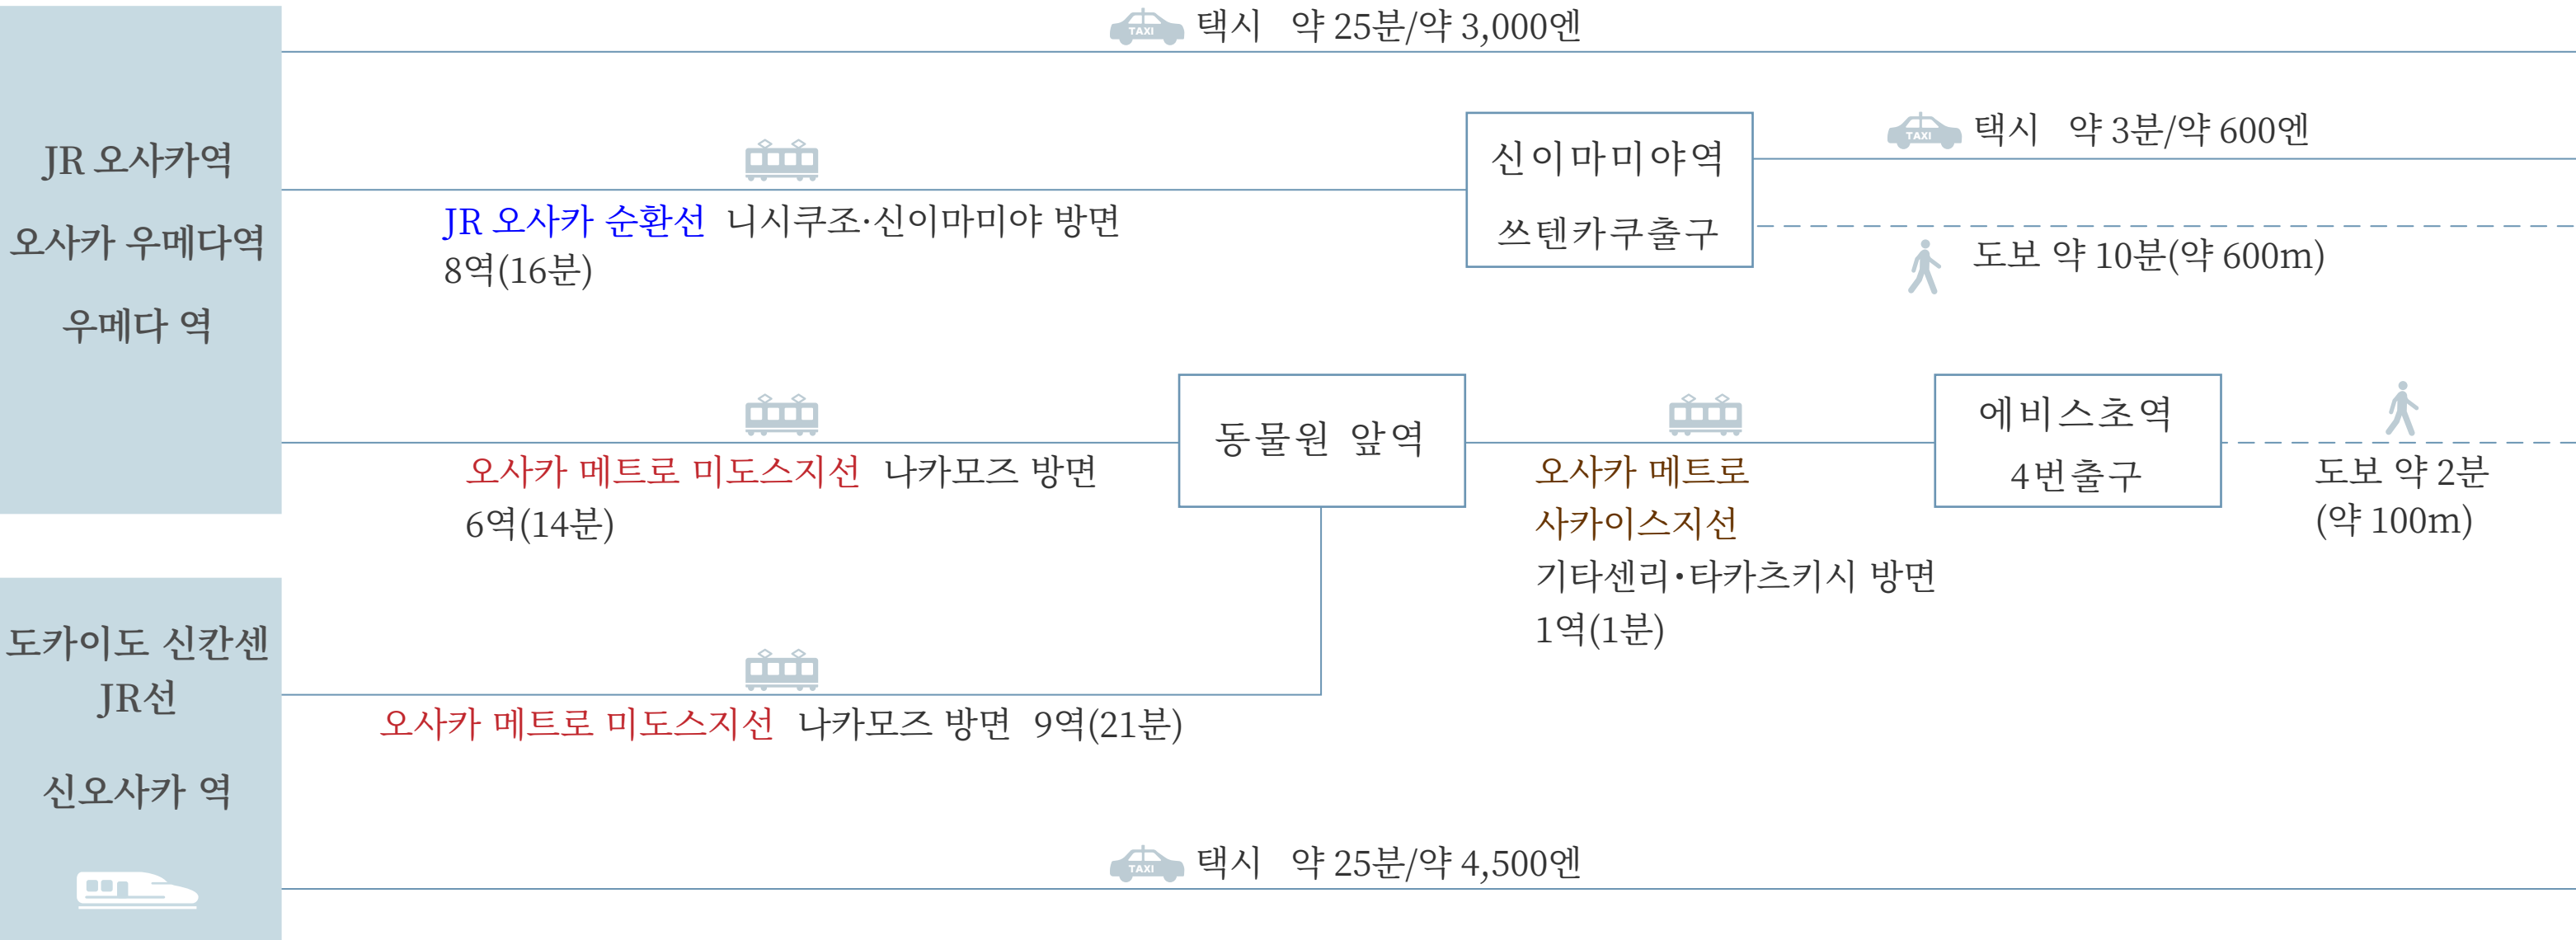 택시 약 25분/약 3,000엔
JR 오사카역
오사카 우메다역
우메다 역
JR 오사카 순환선 니시쿠조·신이마미야 방면
8역(16분)
신이마미야역
쓰텐카쿠출구
택시 약 3분/약 600엔
도보 약 10분(약 600m)
오사카 메트로 미도스지선 나카모즈 방면
6역(14분)
동물원 앞역
오사카 메트로
사카이스지선
기타센리·타카츠키시 방면
1역(1분)
에비스초역
4번출구
도보 약 2분
(약 100m)
도카이도 신칸센
JR선
신오사카 역
오사카 메트로 미도스지선 나카모즈 방면 9역(21분)
택시 약 25분/약 4,500엔
TAXI
TAXI
TAXI